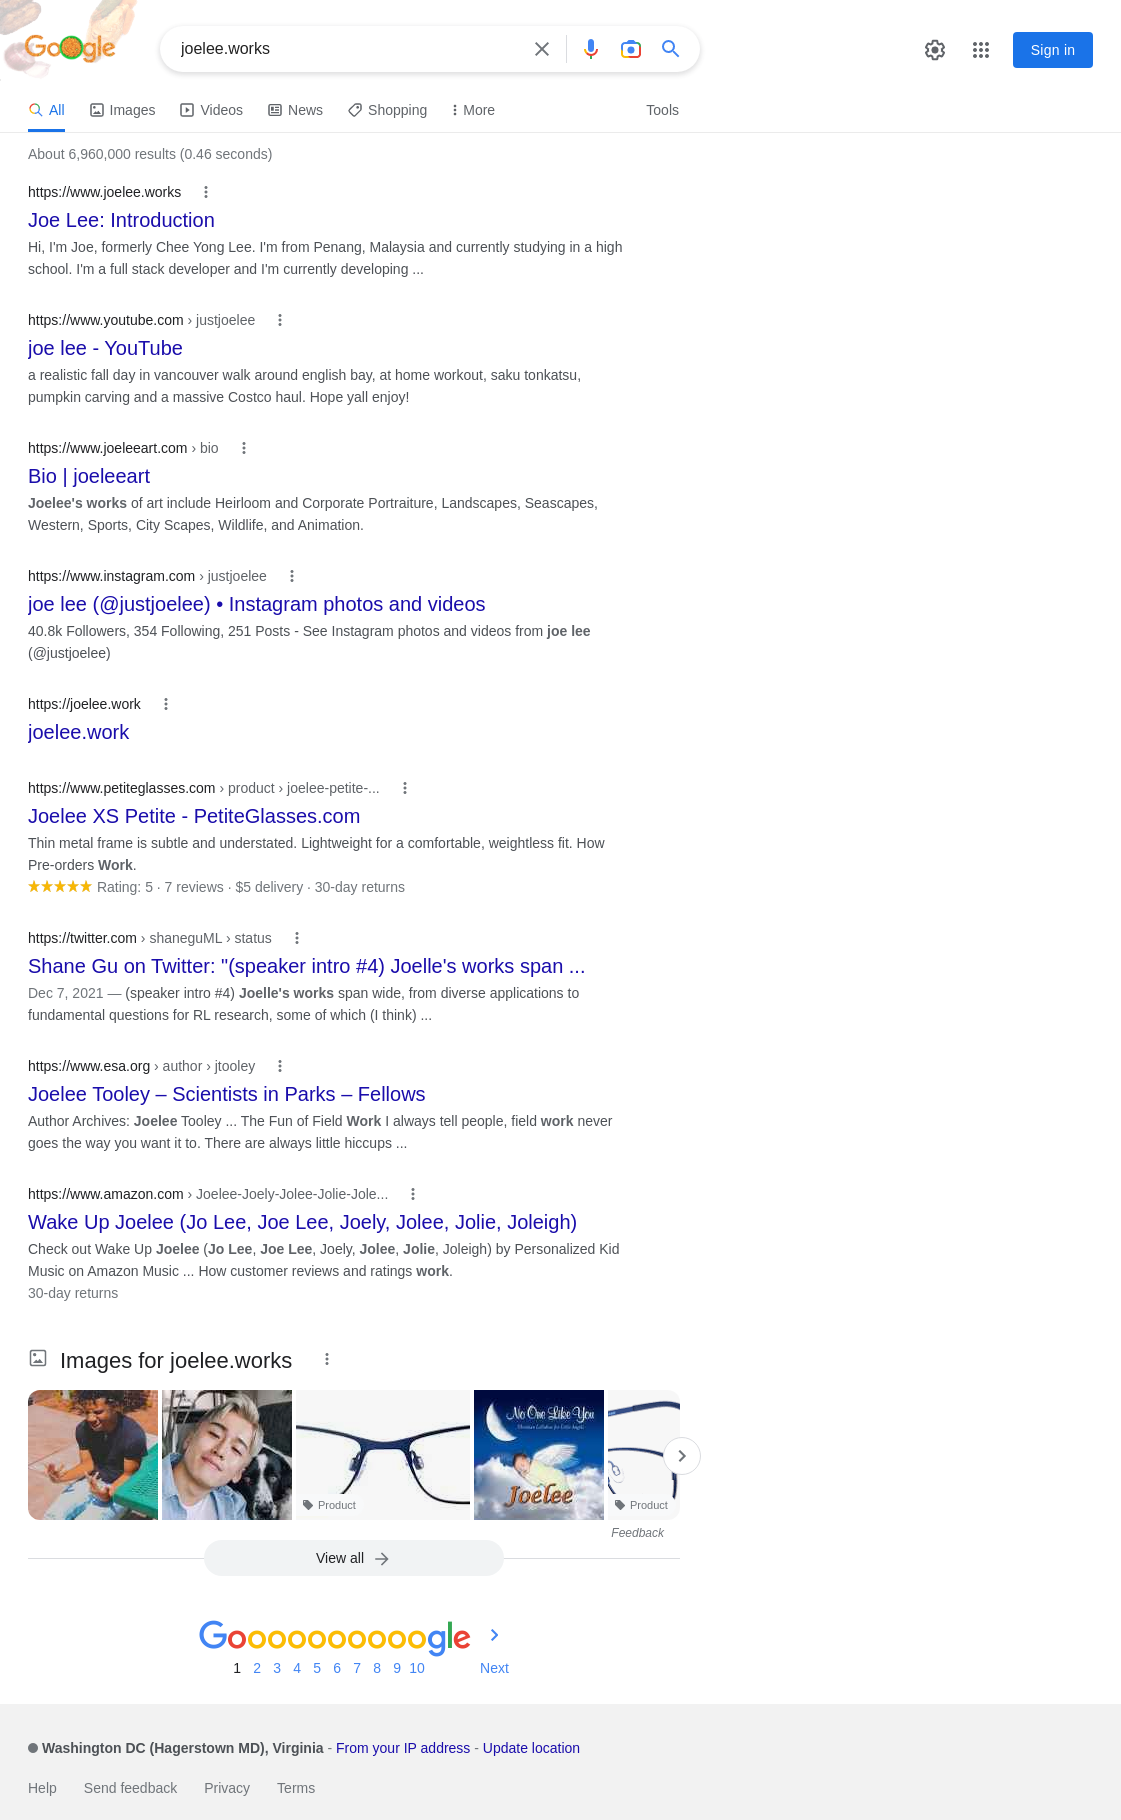 Google
joelee.works
Sign in
All
Images
Videos
News
Shopping
More
Tools
About 6,960,000 results (0.46 seconds)
https://www.joelee.works
Joe Lee: Introduction
Hi, I'm Joe, formerly Chee Yong Lee. I'm from Penang, Malaysia and currently studying in a high
school. I'm a full stack developer and I'm currently developing ...
https://www.youtube.com › justjoelee
joe lee - YouTube
a realistic fall day in vancouver walk around english bay, at home workout, saku tonkatsu,
pumpkin carving and a massive Costco haul. Hope yall enjoy!
https://www.joeleeart.com › bio
Bio | joeleeart
Joelee's works of art include Heirloom and Corporate Portraiture, Landscapes, Seascapes,
Western, Sports, City Scapes, Wildlife, and Animation.
https://www.instagram.com › justjoelee
joe lee (@justjoelee) • Instagram photos and videos
40.8k Followers, 354 Following, 251 Posts - See Instagram photos and videos from joe lee
(@justjoelee)
https://joelee.work
joelee.work
https://www.petiteglasses.com › product › joelee-petite-...
Joelee XS Petite - PetiteGlasses.com
Thin metal frame is subtle and understated. Lightweight for a comfortable, weightless fit. How
Pre-orders Work.
Rating: 5 · 7 reviews · $5 delivery · 30-day returns
https://twitter.com › shaneguML › status
Shane Gu on Twitter: "(speaker intro #4) Joelle's works span ...
Dec 7, 2021 — (speaker intro #4) Joelle's works span wide, from diverse applications to
fundamental questions for RL research, some of which (I think) ...
https://www.esa.org › author › jtooley
Joelee Tooley – Scientists in Parks – Fellows
Author Archives: Joelee Tooley ... The Fun of Field Work I always tell people, field work never
goes the way you want it to. There are always little hiccups ...
https://www.amazon.com › Joelee-Joely-Jolee-Jolie-Jole...
Wake Up Joelee (Jo Lee, Joe Lee, Joely, Jolee, Jolie, Joleigh)
Check out Wake Up Joelee (Jo Lee, Joe Lee, Joely, Jolee, Jolie, Joleigh) by Personalized Kid
Music on Amazon Music ... How customer reviews and ratings work.
30-day returns
Images for joelee.works
No One Like You
Joelee
Product
Product
Feedback
View all
Goooooooooogle
1 2 3 4 5 6 7 8 9 10 Next
Washington DC (Hagerstown MD), Virginia - From your IP address - Update location
Help Send feedback Privacy Terms